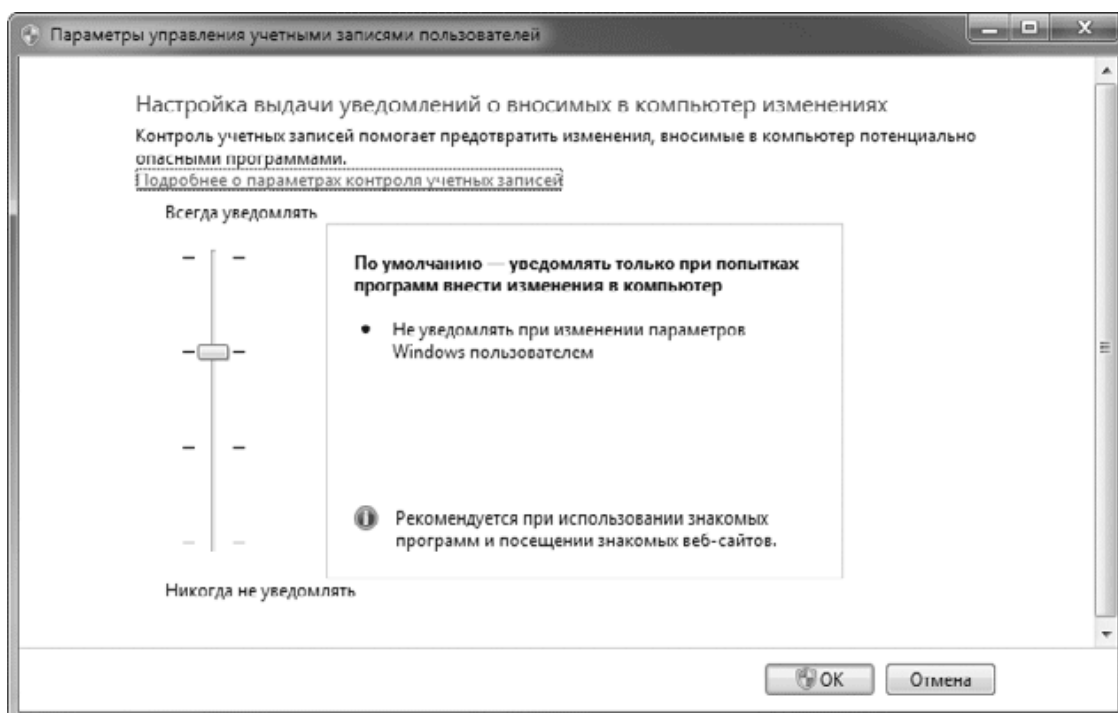 Параметры управления учетными записями пользователей
Настройка выдачи уведомлений о вносимых в компьютер изменениях
Контроль учетных записей помогает предотвратить изменения, вносимые в компьютер потенциально
опасными программами.
Подробнее о параметрах контроля учетных записей
Всегда уведомлять
По умолчанию — уведомлять только при попытках
программ внести изменения в компьютер
• Не уведомлять при изменении параметров
Windows пользователем
Рекомендуется при использовании знакомых
программ и посещении знакомых веб-сайтов.
Никогда не уведомлять
OK
Отмена